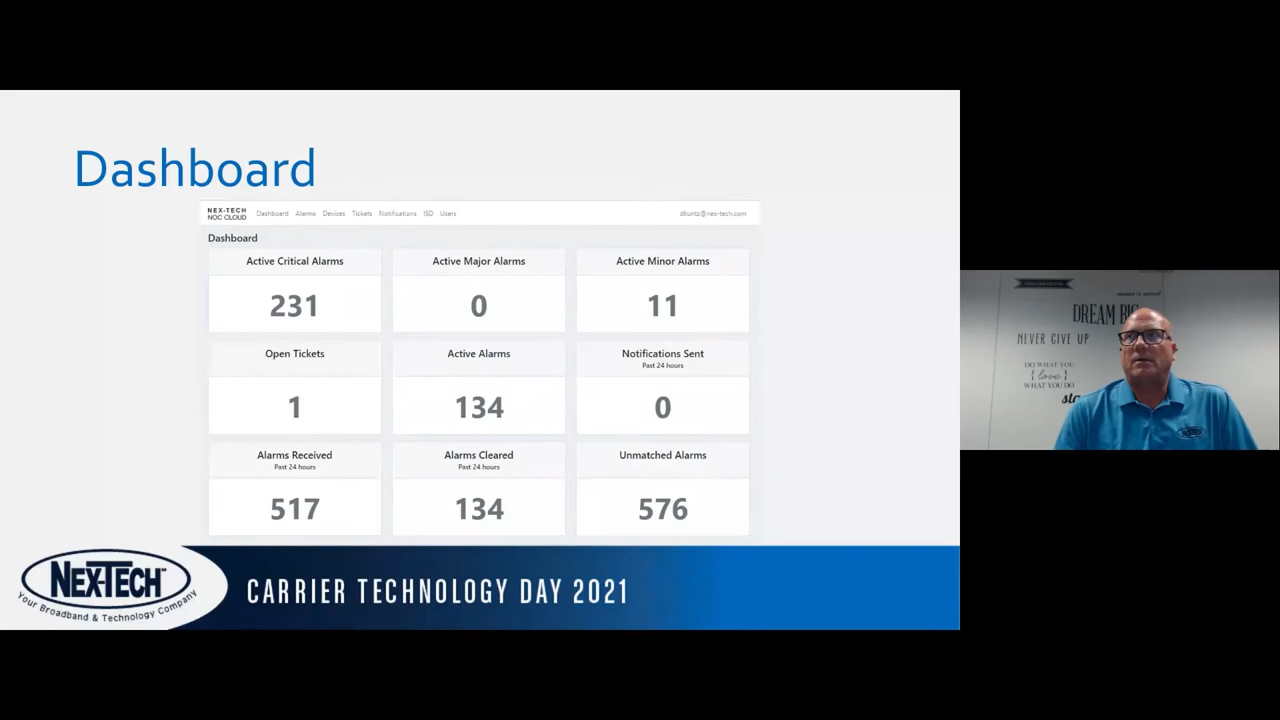 Dashboard
NEX-TECH
NOC CLOUD
Dashboard Alarms Devices Tickets Notifications ISD Users
dkuntz@nex-tech.com
Dashboard
Active Critical Alarms
231
Active Major Alarms
0
Active Minor Alarms
11
Open Tickets
1
Active Alarms
134
Notifications Sent
Past 24 hours
0
Alarms Received
Past 24 hours
517
Alarms Cleared
Past 24 hours
134
Unmatched Alarms
576
NEX-TECH
Your Broadband & Technology Company
CARRIER TECHNOLOGY DAY 2021
DREAM BIG
NEVER GIVE UP
DO WHAT YOU
{ love }
WHAT YOU DO
NEX-TECH